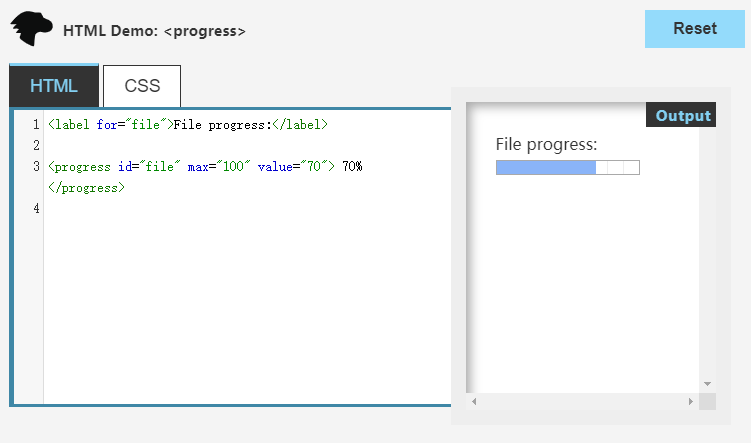 HTML Demo: <progress>
Reset
HTML
CSS
1 <label for="file">File progress:</label>
2
3 <progress id="file" max="100" value="70"> 70%
</progress>
4
Output
File progress: